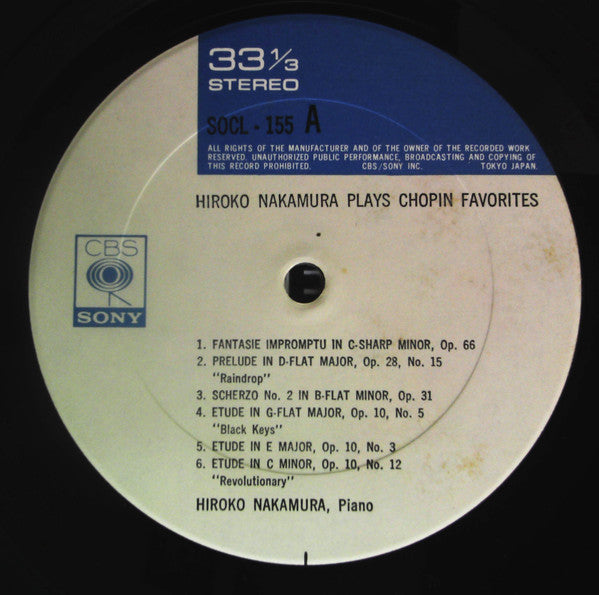 33 1/3
STEREO
SOCL - 155 A
ALL RIGHTS OF THE MANUFACTURER AND OF THE OWNER OF THE RECORDED WORK
RESERVED. UNAUTHORIZED PUBLIC PERFORMANCE, BROADCASTING AND COPYING OF
THIS RECORD PROHIBITED. CBS/SONY INC. TOKYO JAPAN.
HIROKO NAKAMURA PLAYS CHOPIN FAVORITES
CBS
SONY
1. FANTASIE IMPROMPTU IN C-SHARP MINOR, Op. 66
2. PRELUDE IN D-FLAT MAJOR, Op. 28, No. 15
"Raindrop"
3. SCHERZO No. 2 IN B-FLAT MINOR, Op. 31
4. ETUDE IN G-FLAT MAJOR, Op. 10, No. 5
"Black Keys"
5. ETUDE IN E MAJOR, Op. 10, No. 3
6. ETUDE IN C MINOR, Op. 10, No. 12
"Revolutionary"
HIROKO NAKAMURA, Piano